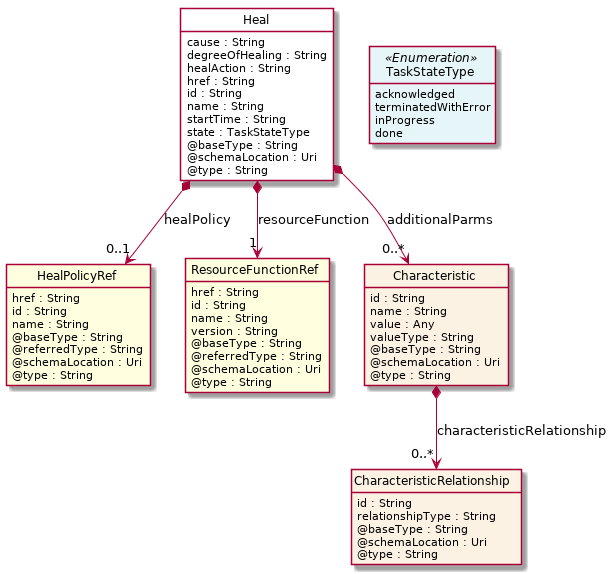 Heal
cause : String
degreeOfHealing : String
healAction : String
href : String
id : String
name : String
startTime : String
state : TaskStateType
@baseType : String
@schemaLocation : Uri
@type : String
«Enumeration»
TaskStateType
acknowledged
terminatedWithError
inProgress
done
healPolicy
resourceFunction
additionalParms
0..1
1
0..*
HealPolicyRef
href : String
id : String
name : String
@baseType : String
@referredType : String
@schemaLocation : Uri
@type : String
ResourceFunctionRef
href : String
id : String
name : String
version : String
@baseType : String
@referredType : String
@schemaLocation : Uri
@type : String
Characteristic
id : String
name : String
value : Any
valueType : String
@baseType : String
@schemaLocation : Uri
@type : String
characteristicRelationship
0..*
CharacteristicRelationship
id : String
relationshipType : String
@baseType : String
@schemaLocation : Uri
@type : String